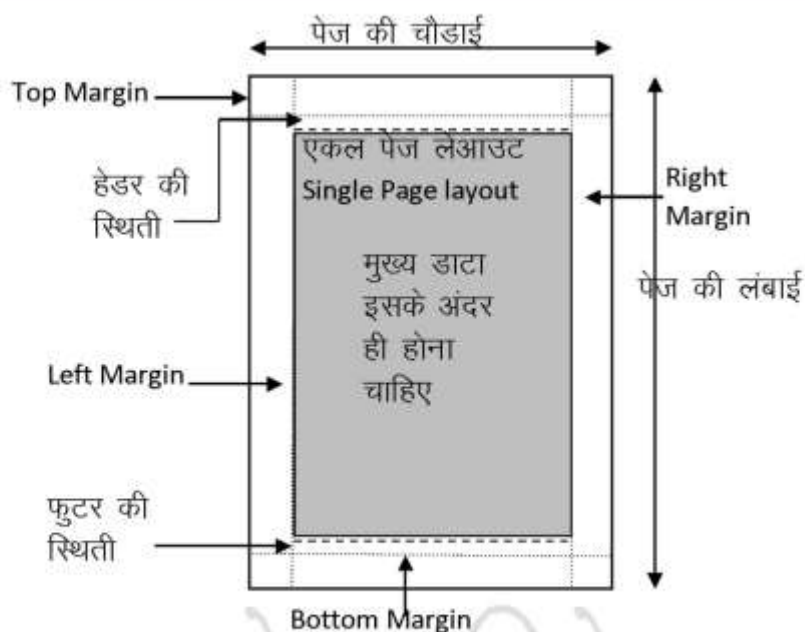 पेज की चौडाई
Top Margin
हेडर की
स्थिती
एकल पेज लेआउट
Single Page layout
Right
Margin
मुख्य डाटा
इसके अंदर
ही होना
चाहिए
पेज की लंबाई
Left Margin
फुटर की
स्थिती
Bottom Margin